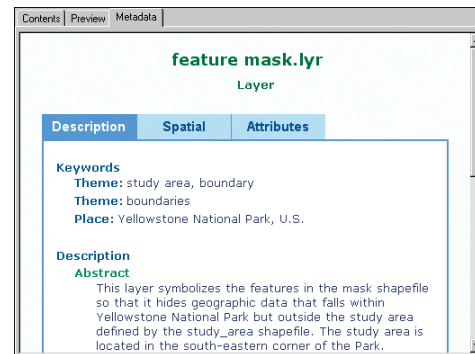 Contents Preview Metadata
feature mask.lyr
Layer
Description Spatial Attributes
Keywords
Theme: study area, boundary
Theme: boundaries
Place: Yellowstone National Park, U.S.
Description
Abstract
This layer symbolizes the features in the mask shapefile
so that it hides geographic data that falls within
Yellowstone National Park but outside the study area
defined by the study_area shapefile. The study area is
located in the south-eastern corner of the Park.